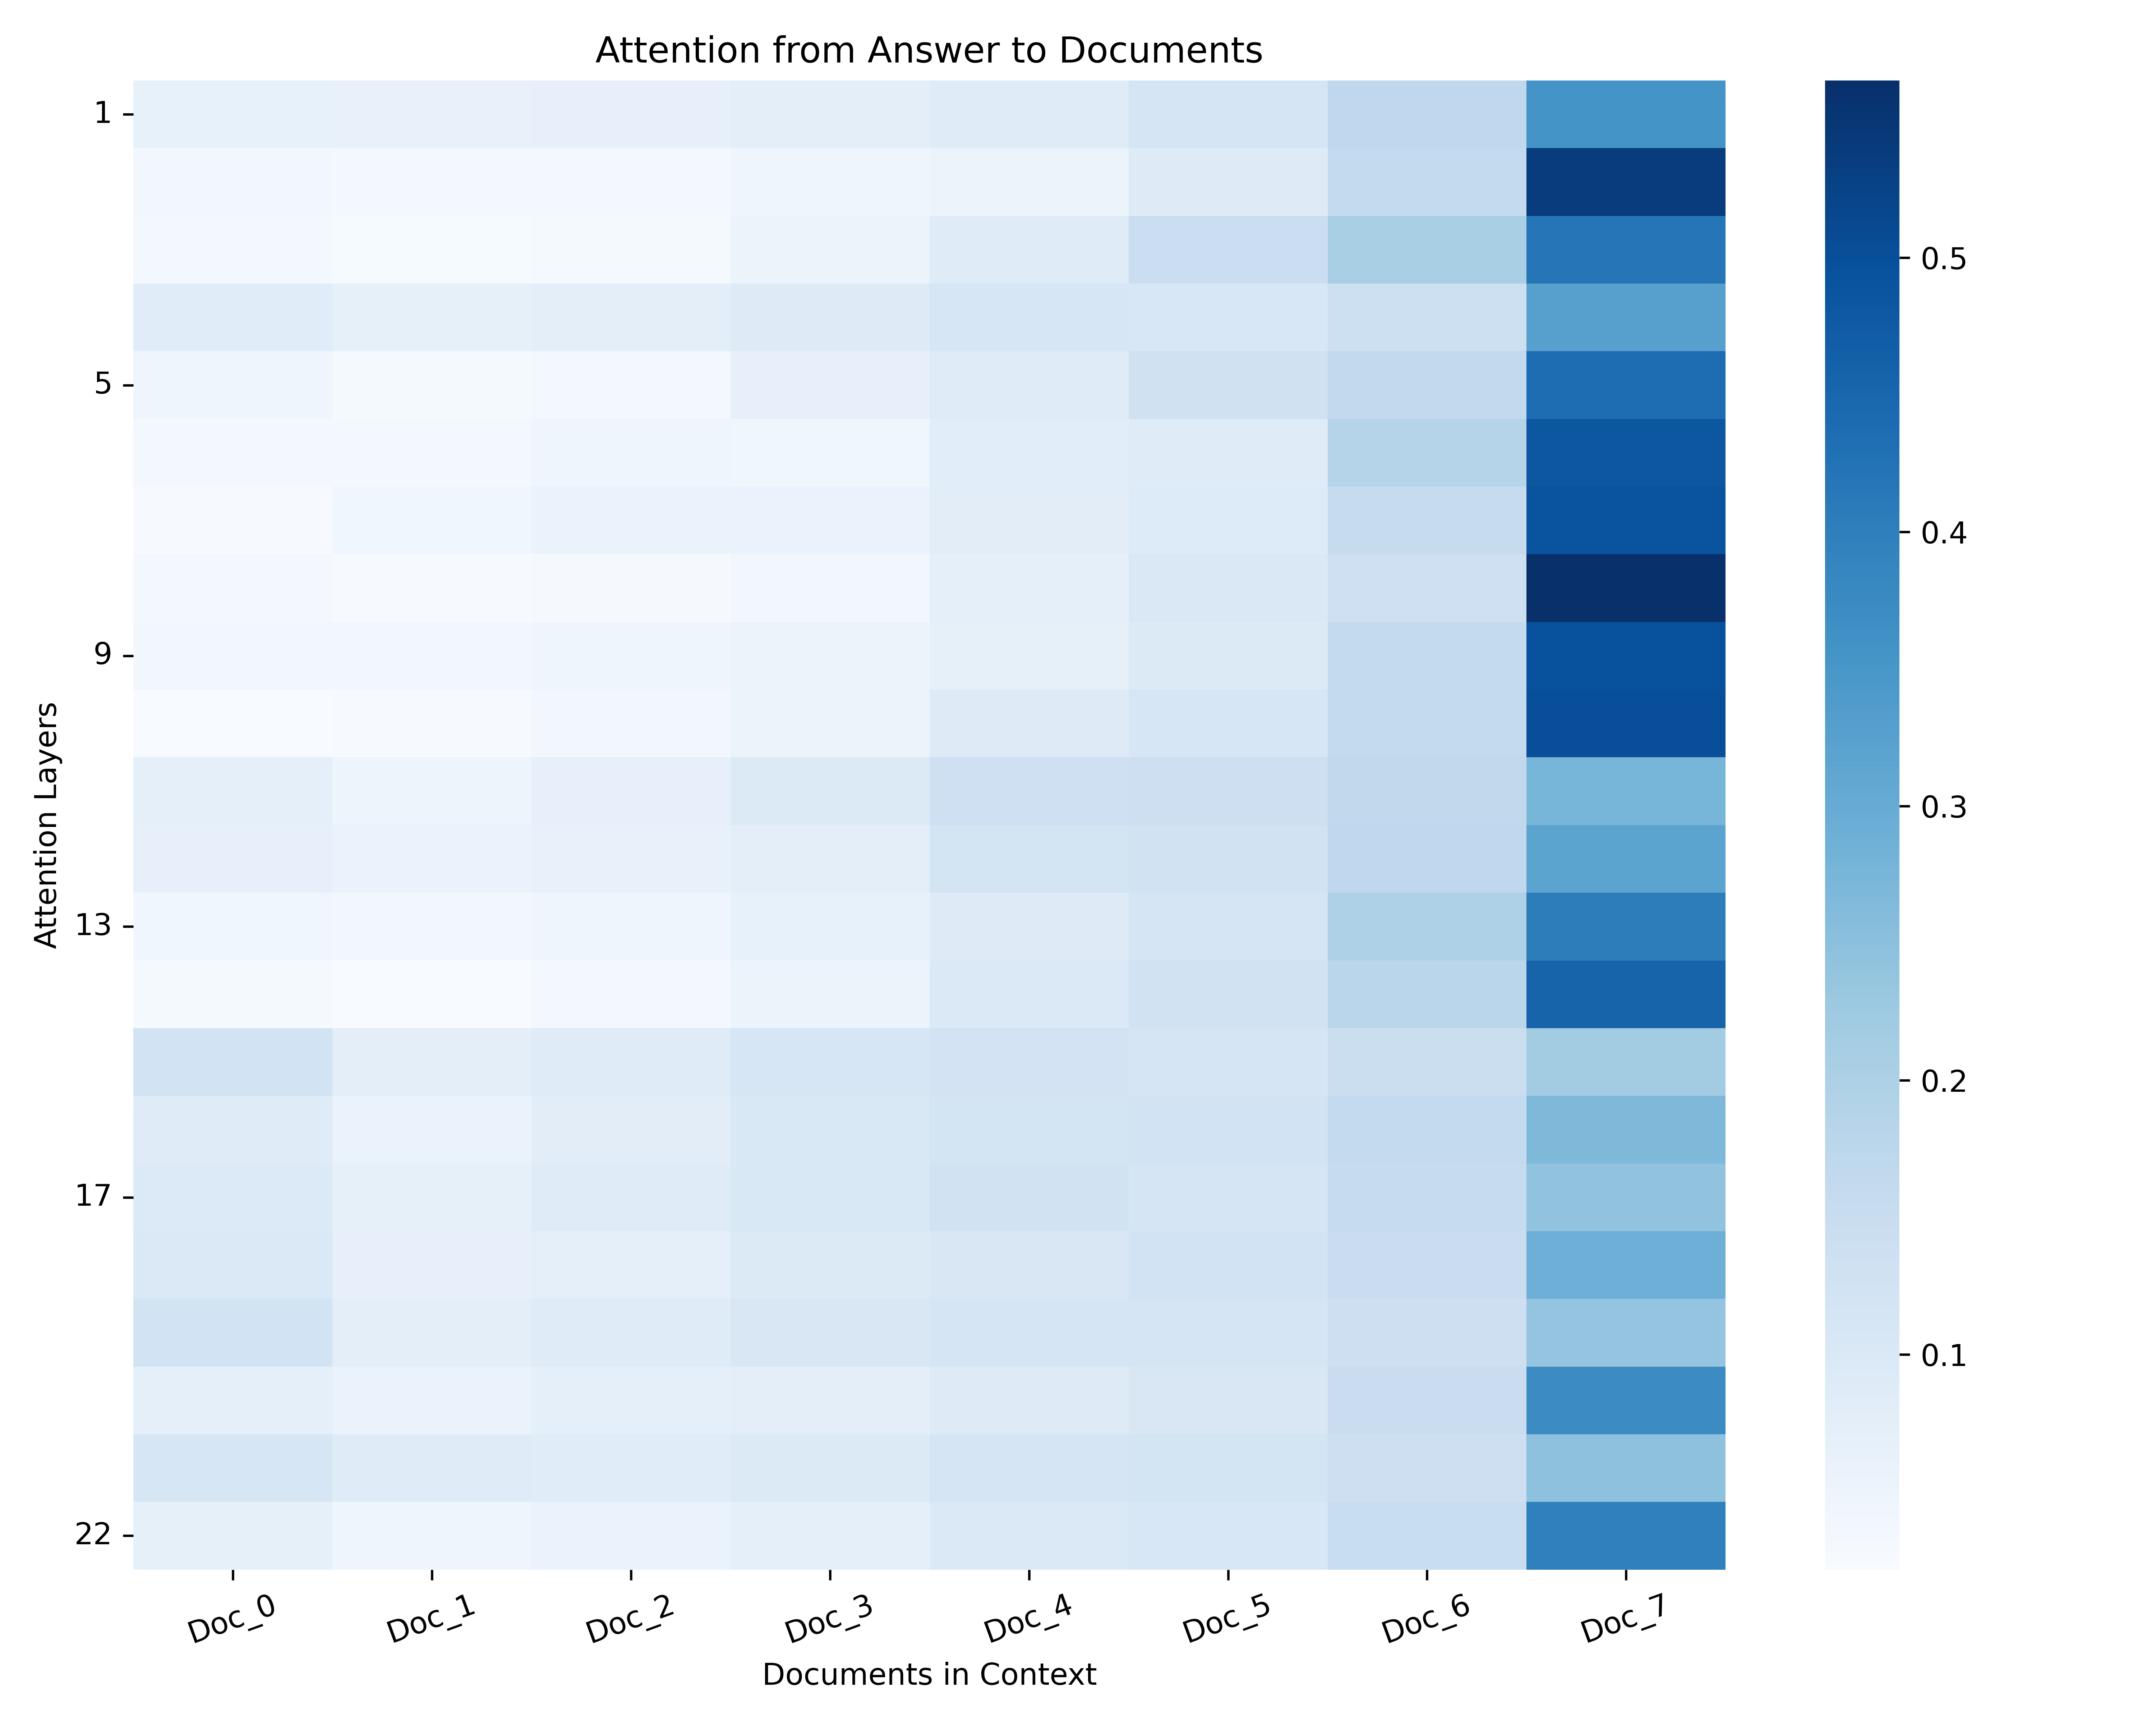 Attention from Answer to Documents
Attention Layers
1
5
9
13
17
22
Doc_0 Doc_1 Doc_2 Doc_3 Doc_4 Doc_5 Doc_6 Doc_7
Documents in Context
0.5
0.4
0.3
0.2
0.1